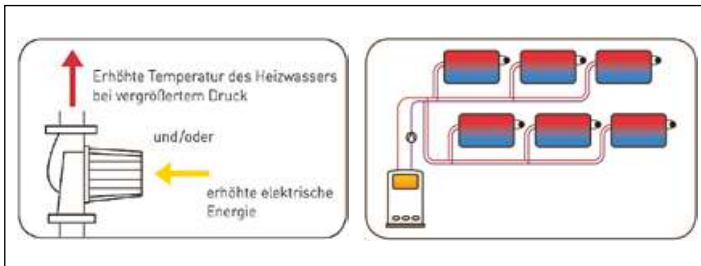 Erhöhte Temperatur des Heizwassers
bei vergrößertem Druck
und/oder
erhöhte elektrische
Energie